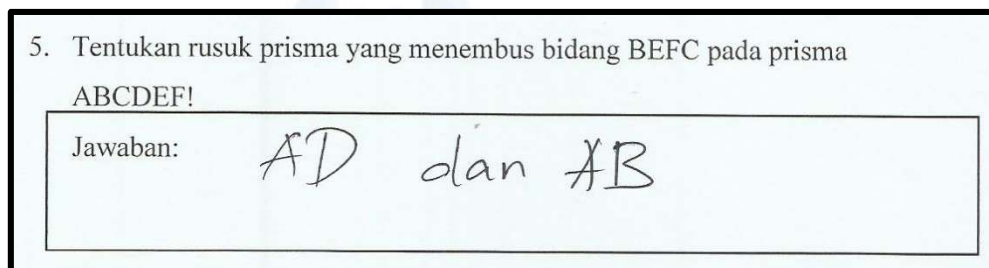 5. Tentukan rusuk prisma yang menembus bidang BEFC pada prisma
ABCDEF!
Jawaban: AD dan AB